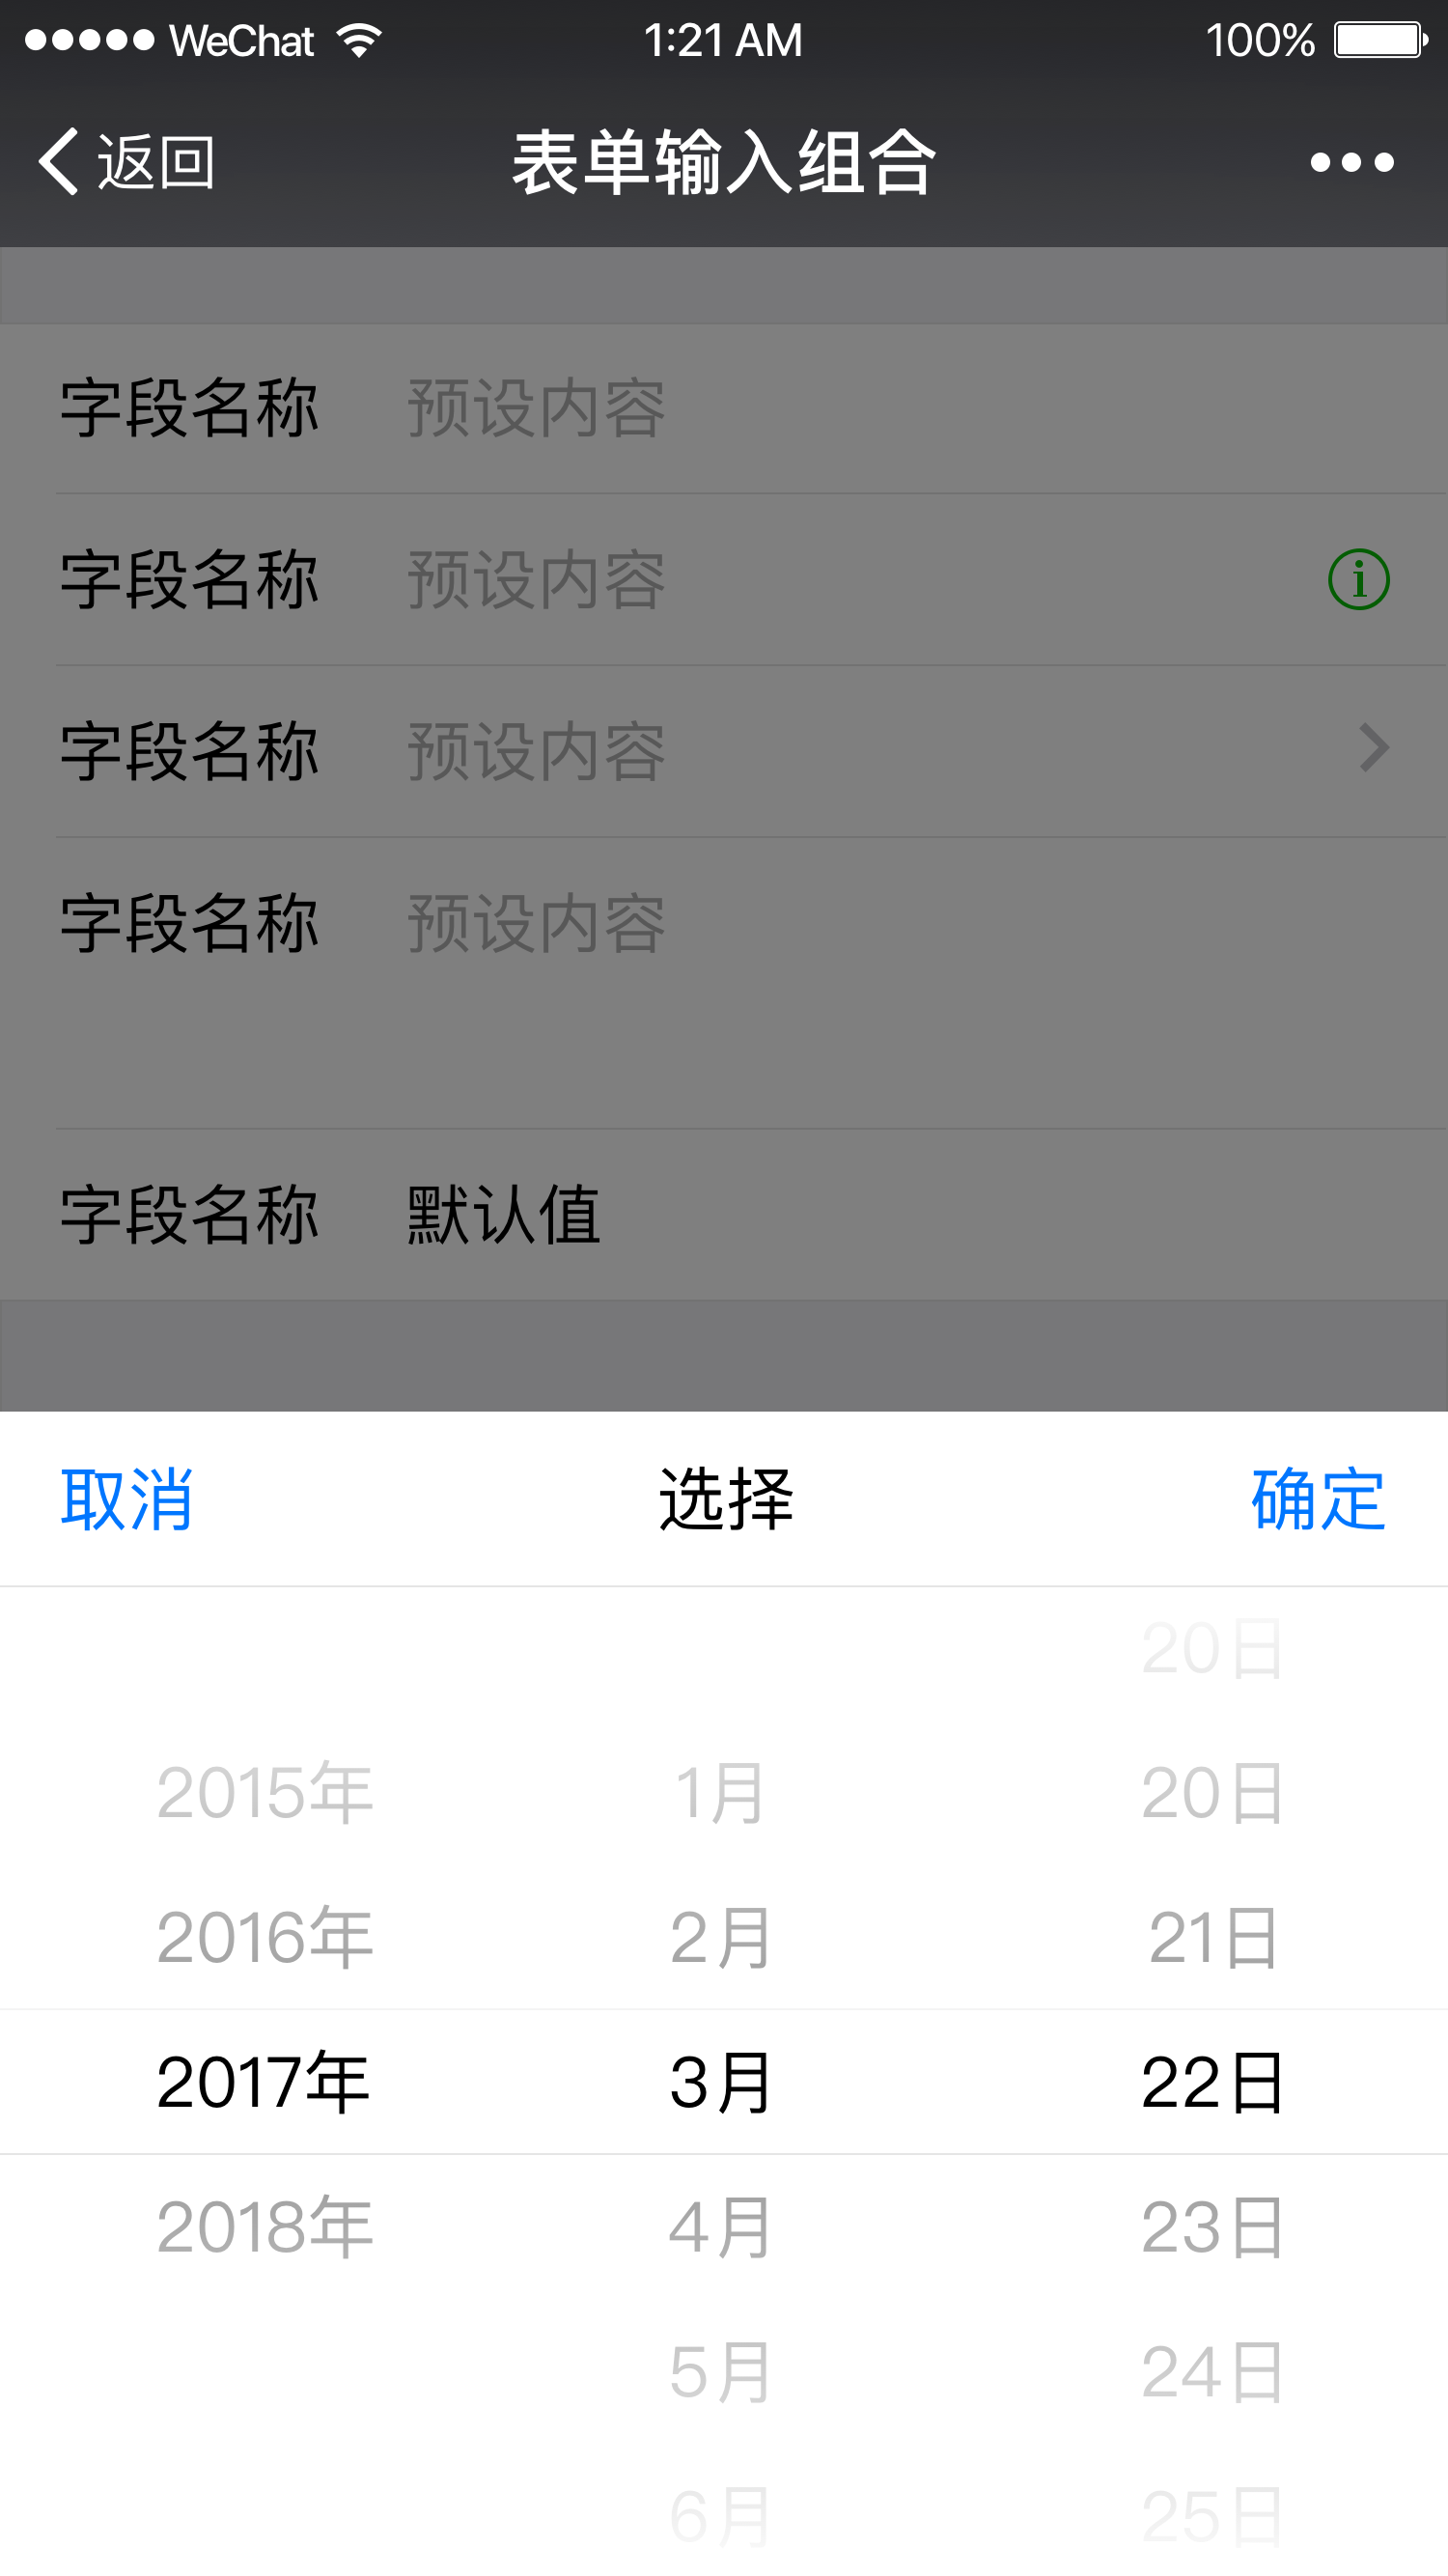 WeChat 1:21 AM 100%
返回 表单输入组合
字段名称 预设内容
字段名称 预设内容
字段名称 预设内容
字段名称 预设内容
字段名称 默认值
取消 选择 确定
20日
2015年 1月 20日
2016年 2月 21日
2017年 3月 22日
2018年 4月 23日
5月 24日
6月 25日